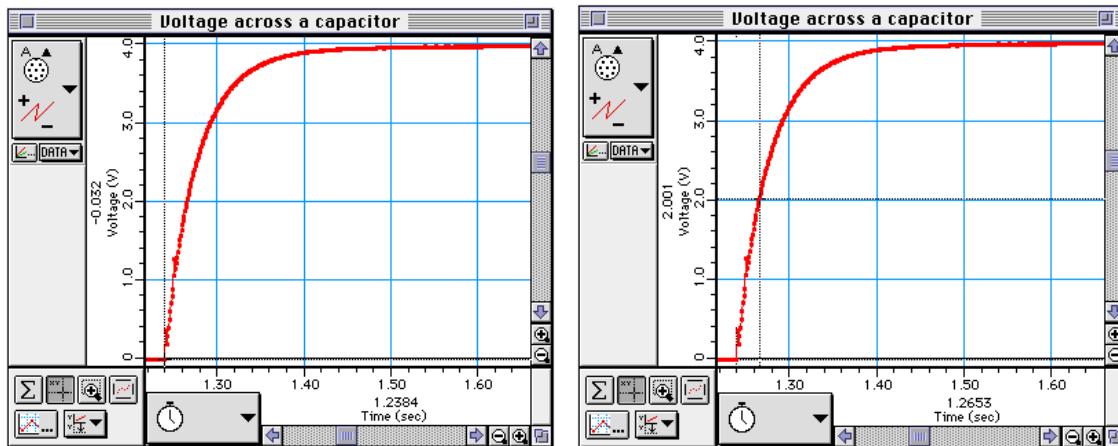 Voltage across a capacitor
A
DATA
-0.032
Voltage (V)
4.0
3.0
2.0
1.0
0
Σ
1.30 1.40 1.50 1.60
1.2384
Time (sec)
Voltage across a capacitor
A
DATA
2.001
Voltage (V)
4.0
3.0
2.0
1.0
0
Σ
1.30 1.40 1.50 1.60
1.2653
Time (sec)